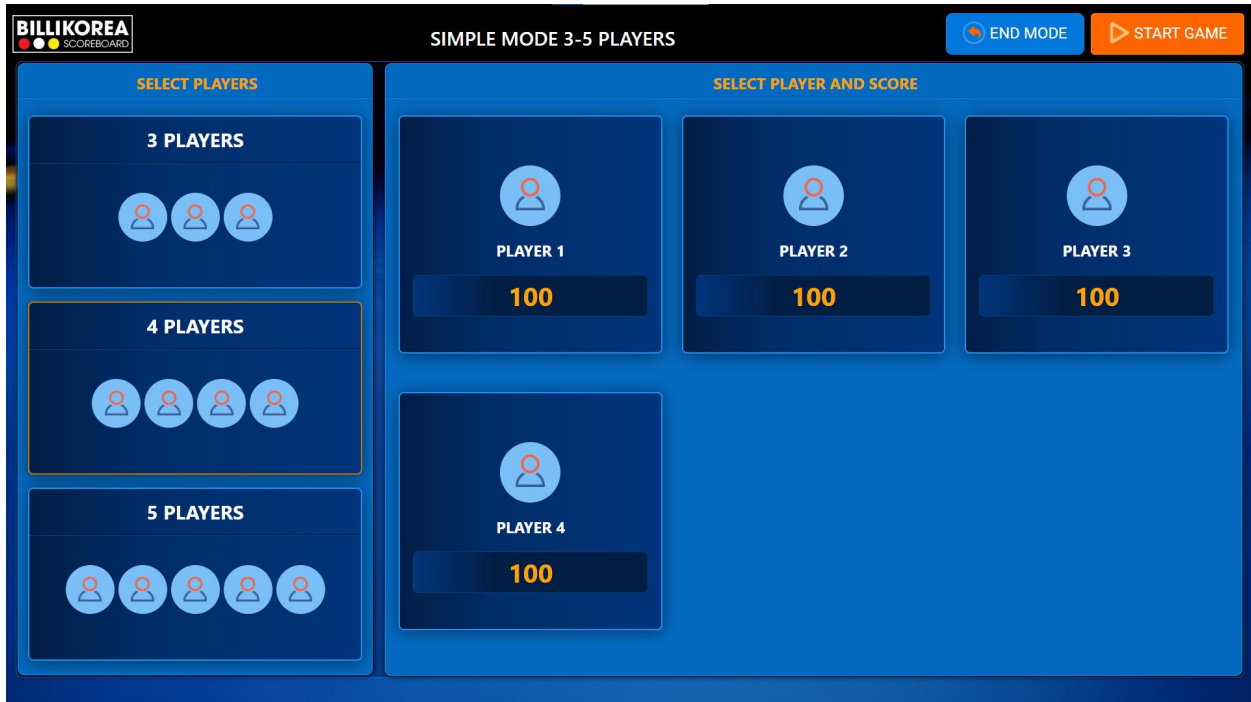 BILLIKOREA
SCOREBOARD
SIMPLE MODE 3-5 PLAYERS
END MODE
START GAME
SELECT PLAYERS
3 PLAYERS
4 PLAYERS
5 PLAYERS
SELECT PLAYER AND SCORE
PLAYER 1
100
PLAYER 2
100
PLAYER 3
100
PLAYER 4
100